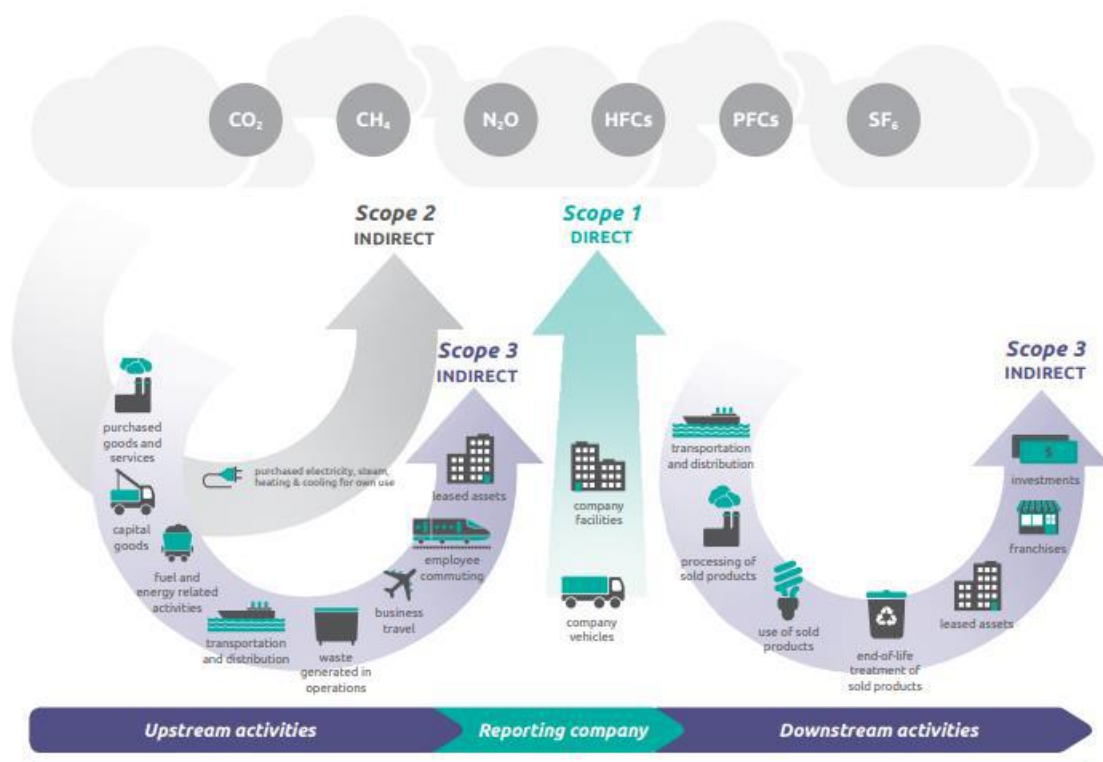 CO₂
CH₄
N₂O
HFCs
PFCs
SF₆
Scope 2
INDIRECT
Scope 1
DIRECT
Scope 3
INDIRECT
Scope 3
INDIRECT
purchased
goods and
services
capital
goods
fuel and
energy related
activities
transportation
and distribution
waste
generated in
operations
business
travel
employee
commuting
leased assets
purchased electricity, steam,
heating & cooling for own use
company
facilities
company
vehicles
transportation
and distribution
processing of
sold products
use of sold
products
end-of-life
treatment of
sold products
leased assets
franchises
$
investments
Upstream activities
Reporting company
Downstream activities